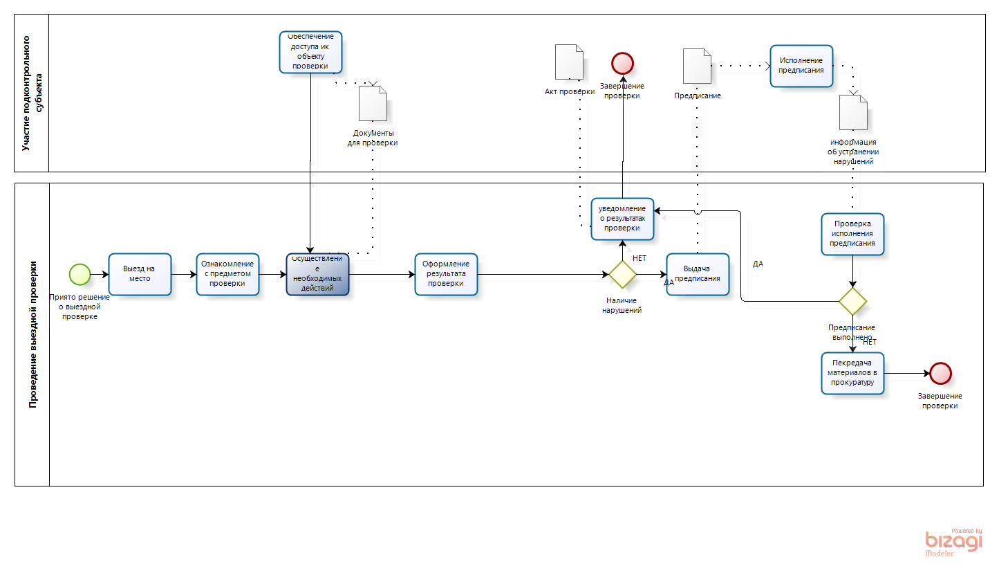 Участие подконтрольного
субъекта
Обеспечение
доступа ик
объекту
проверки
Документы
для проверки
Акт проверки
Завершение
проверки
Предписание
Исполнение
предписания
информация
об устранении
нарушений
Проведение выездной проверки
Приято решение
о выездной
проверке
Выезд на
место
Ознакомление
с предметом
проверки
Осуществлени
е
необходимых
действий
Оформление
результата
проверки
уведомление
о результатах
проверки
НЕТ
Наличие
нарушений
ДА
Выдача
предписания
ДА
Проверка
исполнения
предписания
Предписание
выполнено
НЕТ
Пекредача
материалов в
прокуратуру
Завершение
проверки
Powered by
bizagi
Modeler